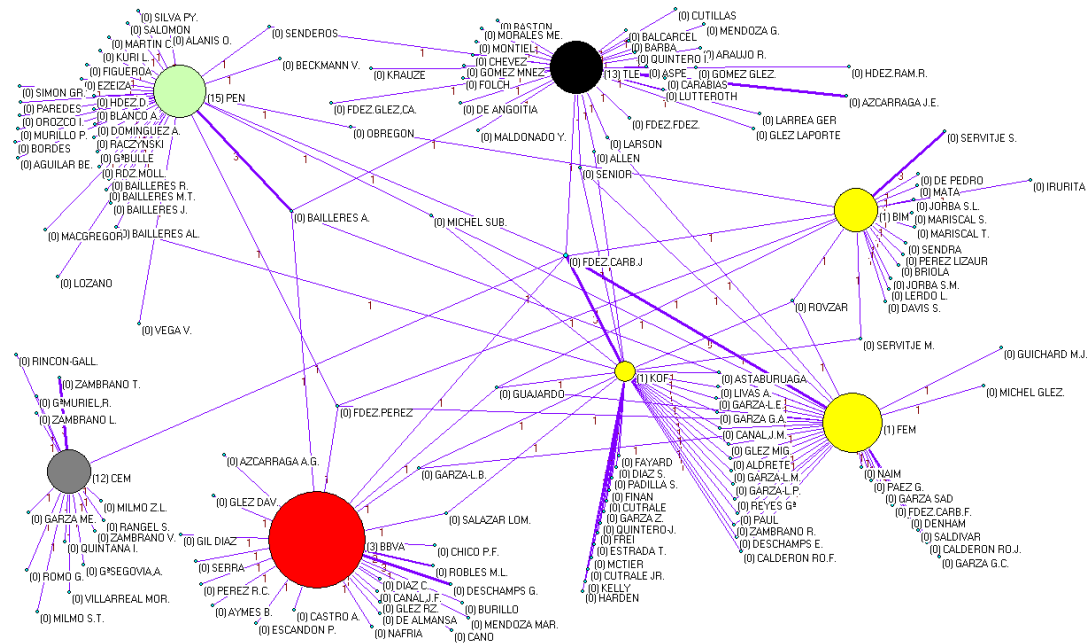 (0) SILVA PY.
(0) SALOMON
(0) MARTIN C.
(0) ALANIS O.
(0) KURI L.
(0) FIGUEROA
(0) EZEIZA
(0) SIMON GR.
(0) HDEZ.D.
(0) PAREDES
(0) BLANCO A.
(0) OROZCO I.
(0) DOMINGUEZ A.
(0) MURILLO P.
(0) RACZYNSKI
(0) BORDES
(0) GªBULLE
(0) AGUILAR BE.
(0) RDZ.MOLL.
(0) BAILLERES R.
(0) BAILLERES M.T.
(0) BAILLERES J.
(0) MACGREGOR
(0) BAILLERES AL.
(0) LOZANO
(0) VEGA V.
(15) PEN
(0) SENDEROS
(0) BECKMANN V.
(0) KRAUZE
(0) FDEZ.GLEZ,CA.
(0) OBREGON
(0) BAILLERES A.
(0) MICHEL SUB.
(0) BASTON
(0) MORALES ME.
(0) MONTIEL
(0) CHEVEZ
(0) GOMEZ MNEZ
(0) FOLCH.
(0) DE ANGOITIA
(0) MALDONADO Y.
(13) TLE
(0) CUTILLAS
(0) MENDOZA G.
(0) BALCARCEL
(0) BARBA
(0) ARAUJO R.
(0) QUINTERO I.
(0) ASPE
(0) GOMEZ GLEZ.
(0) HDEZ.RAM.R.
(0) CARABIAS
(0) AZCARRAGA J.E.
(0) LUTTEROTH
(0) LARREA GER
(0) GLEZ LAPORTE
(0) FDEZ.FDEZ.
(0) LARSON
(0) ALLEN
(0) SENIOR
(0) SERVITJE S.
(0) DE PEDRO
(0) IRURITA
(0) MATA
(0) JORBA S.L.
(1) BIM
(0) MARISCAL S.
(0) MARISCAL T.
(0) SENDRA
(0) PEREZ LIZAUR
(0) BRIOLA
(0) JORBA S.M.
(0) LERDO L.
(0) DAVIS S.
(0) FDEZ.CARB.J
(0) ROVZAR
(0) SERVITJE M.
(0) GUICHARD M.J.
(0) MICHEL GLEZ.
(1) FEM
(0) NAIM
(0) PAEZ G.
(0) GARZA SAD
(0) FDEZ.CARB.F.
(0) DENHAM
(0) SALDIVAR
(0) CALDERON RO.J.
(0) GARZA G.C.
(1) KOF
(0) ASTABURUAGA
(0) LIVAS A.
(0) GARZA-L.E.
(0) GARZA G.A.
(0) CANAL,J.M.
(0) GLEZ MIG.
(0) ALDRETE
(0) GARZA-L.M.
(0) GARZA-L.P.
(0) REYES Gª
(0) PAUL
(0) ZAMBRANO R.
(0) DESCHAMPS E.
(0) CALDERON RO.F.
(0) GUAJARDO
(0) FDEZ.PEREZ
(0) GARZA-L.B.
(0) SALAZAR LOM.
(0) FAYARD
(0) DIAZ S.
(0) PADILLA S.
(0) FINAN
(0) CUTRALE
(0) GARZA Z.
(0) QUINTERO-J.
(0) FREI
(0) ESTRADA T.
(0) MCTIER
(0) CUTRALE JR.
(0) KELLY
(0) HARDEN
(0) RINCON-GALL.
(0) ZAMBRANO T.
(0) GªMURIEL,R.
(0) ZAMBRANO L.
(12) CEM
(0) MILMO Z.L.
(0) GARZA ME.
(0) RANGEL S.
(0) ZAMBRANO V.
(0) QUINTANA I.
(0) GªSEGOVIA,A.
(0) ROMO G.
(0) VILLARREAL MOR.
(0) MILMO S.T.
(0) AZCARRAGA A.G.
(0) GLEZ DAV.
(0) GIL DIAZ
(0) SERRA
(0) PEREZ R.C.
(0) AYMES B.
(0) ESCANDON P.
(0) CASTRO A.
(0) NAFRIA
(3) BBVA
(0) CHICO P.F.
(0) ROBLES M.L.
(0) DESCHAMPS G.
(0) DIAZ C.
(0) CANAL,J.F.
(0) BURILLO
(0) GLEZ RZ.
(0) MENDOZA MAR.
(0) DE ALMANSA
(0) CANO